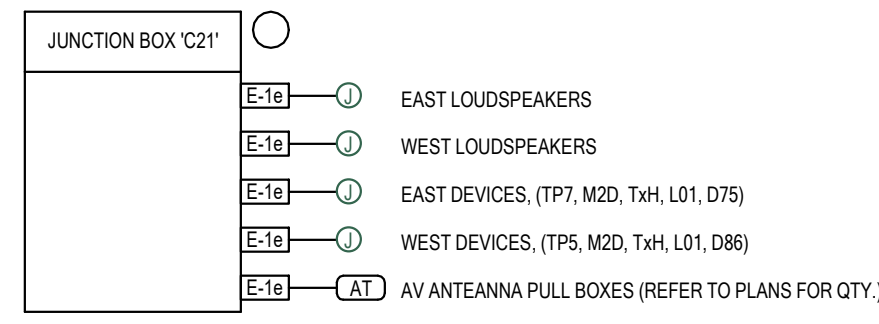 JUNCTION BOX 'C21'
E-1e J EAST LOUDSPEAKERS
E-1e J WEST LOUDSPEAKERS
E-1e J EAST DEVICES, (TP7, M2D, TxH, L01, D75)
E-1e J WEST DEVICES, (TP5, M2D, TxH, L01, D86)
E-1e AT AV ANTEANNA PULL BOXES (REFER TO PLANS FOR QTY.)